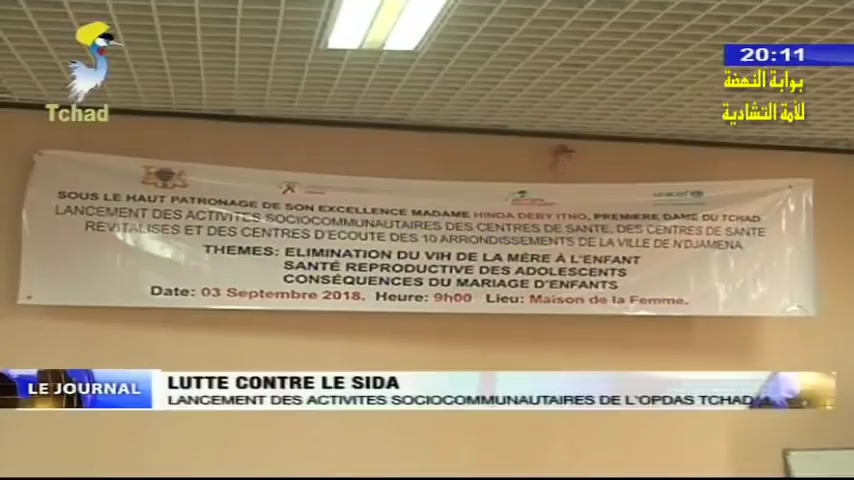 Tchad
20:11
بوابة النهضة
للأمة التشادية
unicef
SOUS LE HAUT PATRONAGE DE SON EXCELLENCE MADAME HINDA DEBY ITNO, PREMIERE DAME DU TCHAD
LANCEMENT DES ACTIVITES SOCIOCOMMUNAUTAIRES DES CENTRES DE SANTE, DES CENTRES DE SANTE
REVITALISES ET DES CENTRES D'ECOUTE DES 10 ARRONDISSEMENTS DE LA VILLE DE N'DJAMENA.
THEMES: ELIMINATION DU VIH DE LA MÈRE À L'ENFANT
SANTÉ REPRODUCTIVE DES ADOLESCENTS
CONSÉQUENCES DU MARIAGE D'ENFANTS
Date: 03 Septembre 2018. Heure: 9h00 Lieu: Maison de la Femme.
LE JOURNAL
LUTTE CONTRE LE SIDA
LANCEMENT DES ACTIVITES SOCIOCOMMUNAUTAIRES DE L'OPDAS TCHAD